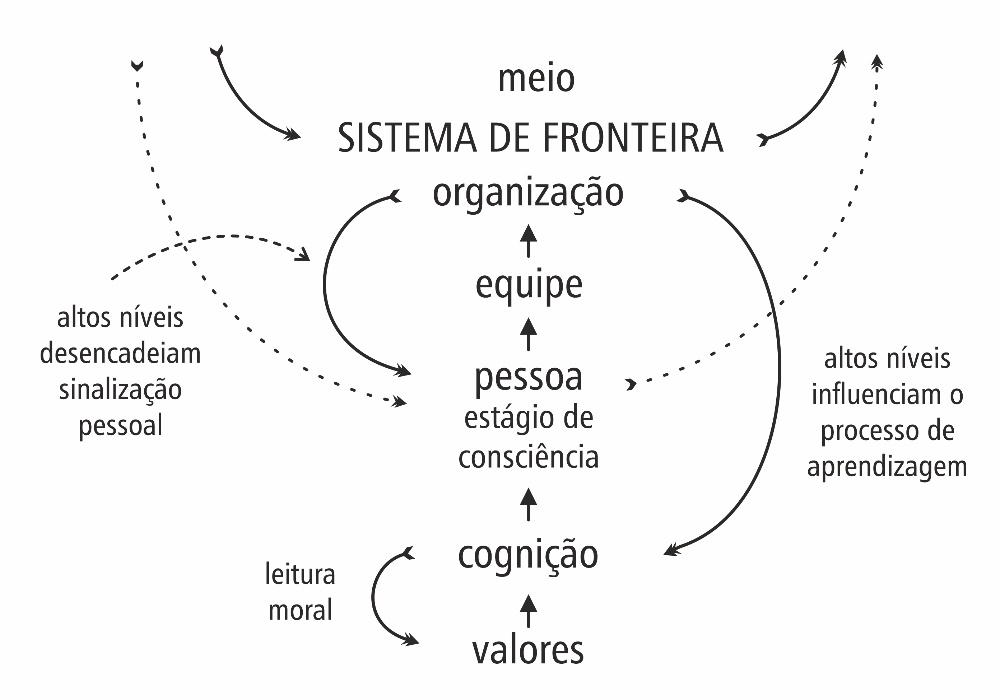 meio
SISTEMA DE FRONTEIRA
organização
equipe
altos níveis
desencadeiam
sinalização
pessoal
pessoa
estágio de
consciência
altos níveis
influenciam o
processo de
aprendizagem
cognição
leitura
moral
valores